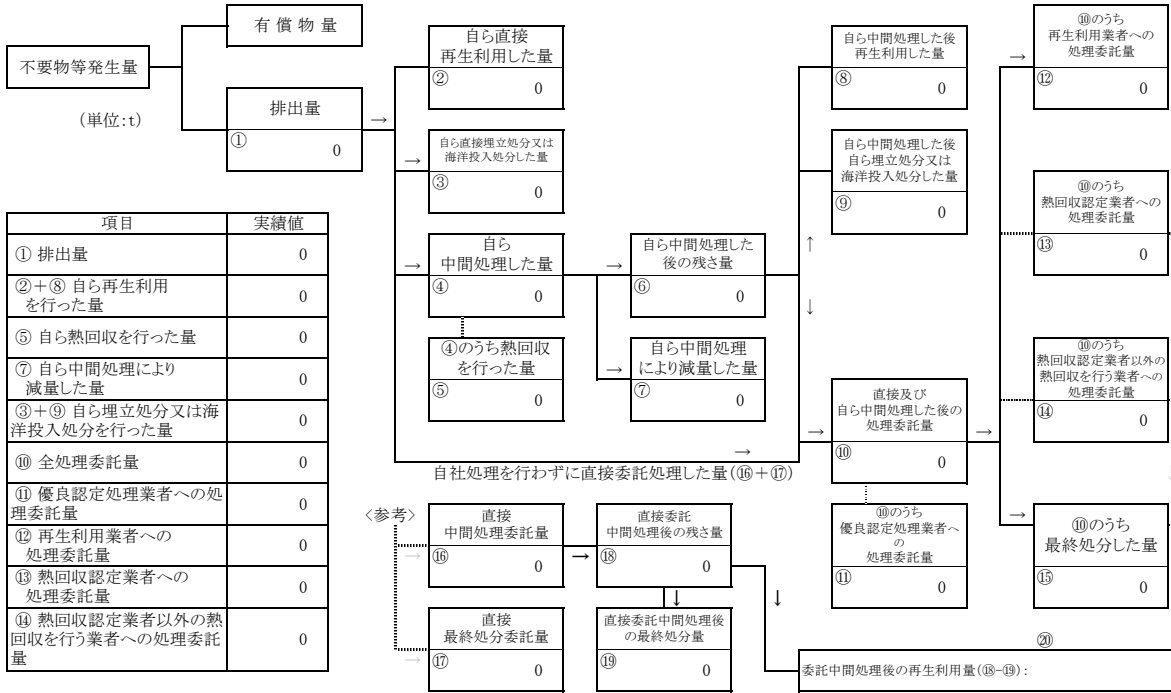 不要物等発生量
(単位:t)
有 償 物 量
排出量
①
0
→
自ら直接
再生利用した量
②
0
→
自ら直接埋立処分又は
海洋投入処分した量
③
0
→
自ら
中間処理した量
④
0
④のうち熱回収
を行った量
⑤
0
→
自ら中間処理した
後の残さ量
⑥
0
→
自ら中間処理
により減量した量
⑦
0
自ら中間処理した後
再生利用した量
⑧
0
自ら中間処理した後
自ら埋立処分又は
海洋投入処分した量
⑨
0
↑
↓
→
自社処理を行わずに直接委託処理した量(⑯+⑰)
→
直接及び
自ら中間処理した後の
処理委託量
⑩
0
⑩のうち
優良認定処理業者へ
の
処理委託量
⑪
0
→
→
⑩のうち
再生利用業者への
処理委託量
⑫
0
⑩のうち
熱回収認定業者への
処理委託量
⑬
0
⑩のうち
熱回収認定業者以外の
熱回収を行う業者への
処理委託量
⑭
0
→
⑩のうち
最終処分した量
⑮
0
項目 実績値
① 排出量 0
②+⑧ 自ら再生利用
を行った量 0
⑤ 自ら熱回収を行った量 0
⑦ 自ら中間処理により
減量した量 0
③+⑨ 自ら埋立処分又は海
洋投入処分を行った量 0
⑩ 全処理委託量 0
⑪ 優良認定処理業者への処
理委託量 0
⑫ 再生利用業者への
処理委託量 0
⑬ 熱回収認定業者への
処理委託量 0
⑭ 熱回収認定業者以外の熱
回収を行う業者への処理委託
量 0
〈参考〉
→
直接
中間処理委託量
⑯
0
→
直接委託
中間処理後の残さ量
⑱
0
↓
↓
→
直接
最終処分委託量
⑰
0
直接委託中間処理後
の最終処分量
⑲
0
⑳
委託中間処理後の再生利用量(⑱-⑲):